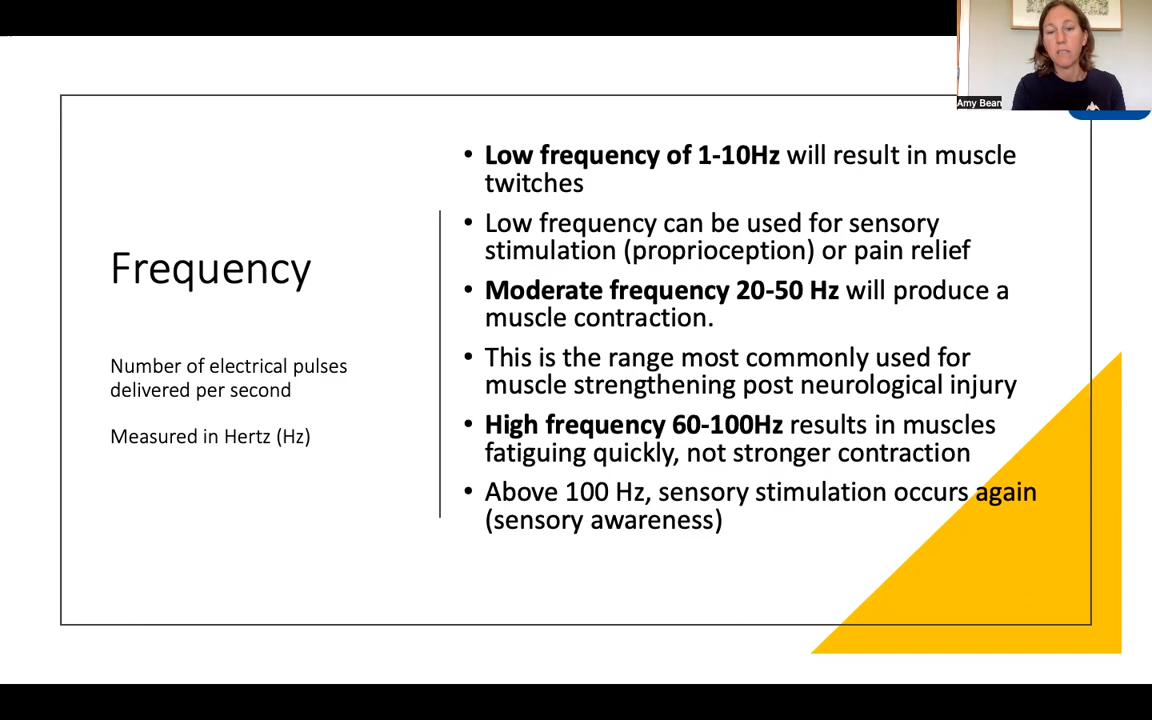 Amy Bean
Frequency
Number of electrical pulses
delivered per second
Measured in Hertz (Hz)
• Low frequency of 1-10Hz will result in muscle
twitches
• Low frequency can be used for sensory
stimulation (proprioception) or pain relief
• Moderate frequency 20-50 Hz will produce a
muscle contraction.
• This is the range most commonly used for
muscle strengthening post neurological injury
• High frequency 60-100Hz results in muscles
fatiguing quickly, not stronger contraction
• Above 100 Hz, sensory stimulation occurs again
(sensory awareness)